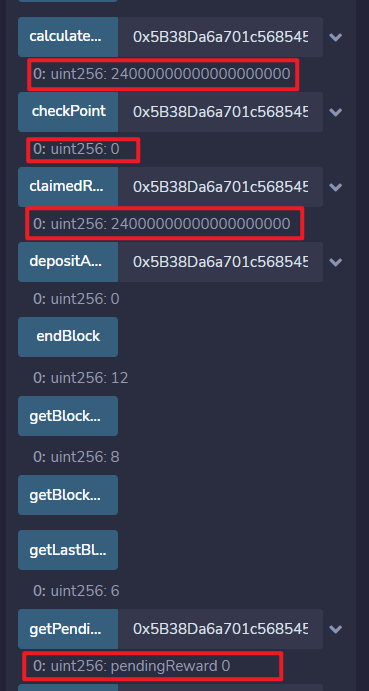 calculate... 0x5B38Da6a701c568545
0: uint256: 24000000000000000000
checkPoint 0x5B38Da6a701c568545
0: uint256: 0
claimedR... 0x5B38Da6a701c568545
0: uint256: 24000000000000000000
depositA... 0x5B38Da6a701c568545
0: uint256: 0
endBlock
0: uint256: 12
getBlock...
0: uint256: 8
getBlock...
getLastBl...
0: uint256: 6
getPendi... 0x5B38Da6a701c568545
0: uint256: pendingReward 0